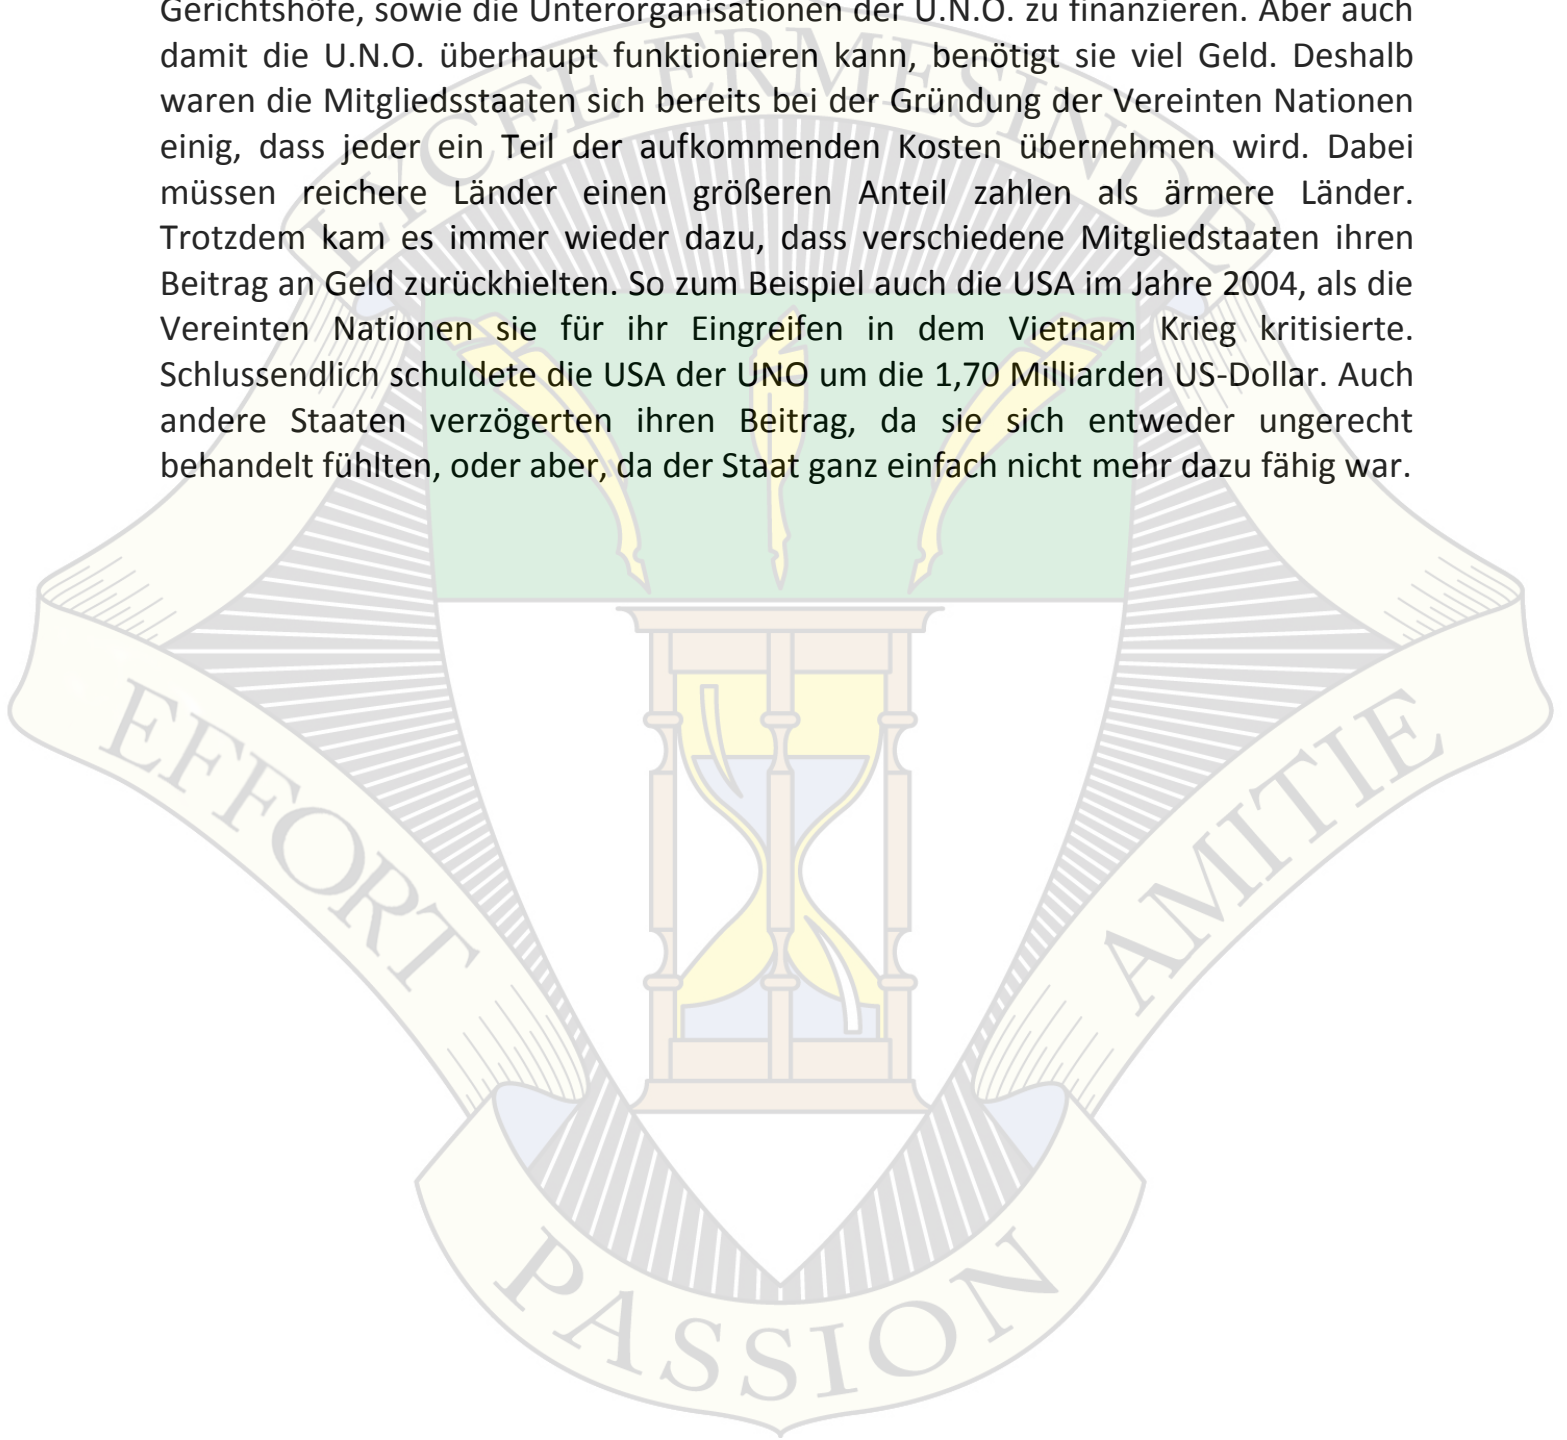 Gerichtshöfe, sowie die Unterorganisationen der U.N.O. zu finanzieren. Aber auch
damit die U.N.O. überhaupt funktionieren kann, benötigt sie viel Geld. Deshalb
waren die Mitgliedsstaaten sich bereits bei der Gründung der Vereinten Nationen
einig, dass jeder ein Teil der aufkommenden Kosten übernehmen wird. Dabei
müssen reichere Länder einen größeren Anteil zahlen als ärmere Länder.
Trotzdem kam es immer wieder dazu, dass verschiedene Mitgliedstaaten ihren
Beitrag an Geld zurückhielten. So zum Beispiel auch die USA im Jahre 2004, als die
Vereinten Nationen sie für ihr Eingreifen in dem Vietnam Krieg kritisierte.
Schlussendlich schuldete die USA der UNO um die 1,70 Milliarden US-Dollar. Auch
andere Staaten verzögerten ihren Beitrag, da sie sich entweder ungerecht
behandelt fühlten, oder aber, da der Staat ganz einfach nicht mehr dazu fähig war.
LYCEE ERMESINDE
EFFORT
AMITIE
PASSION